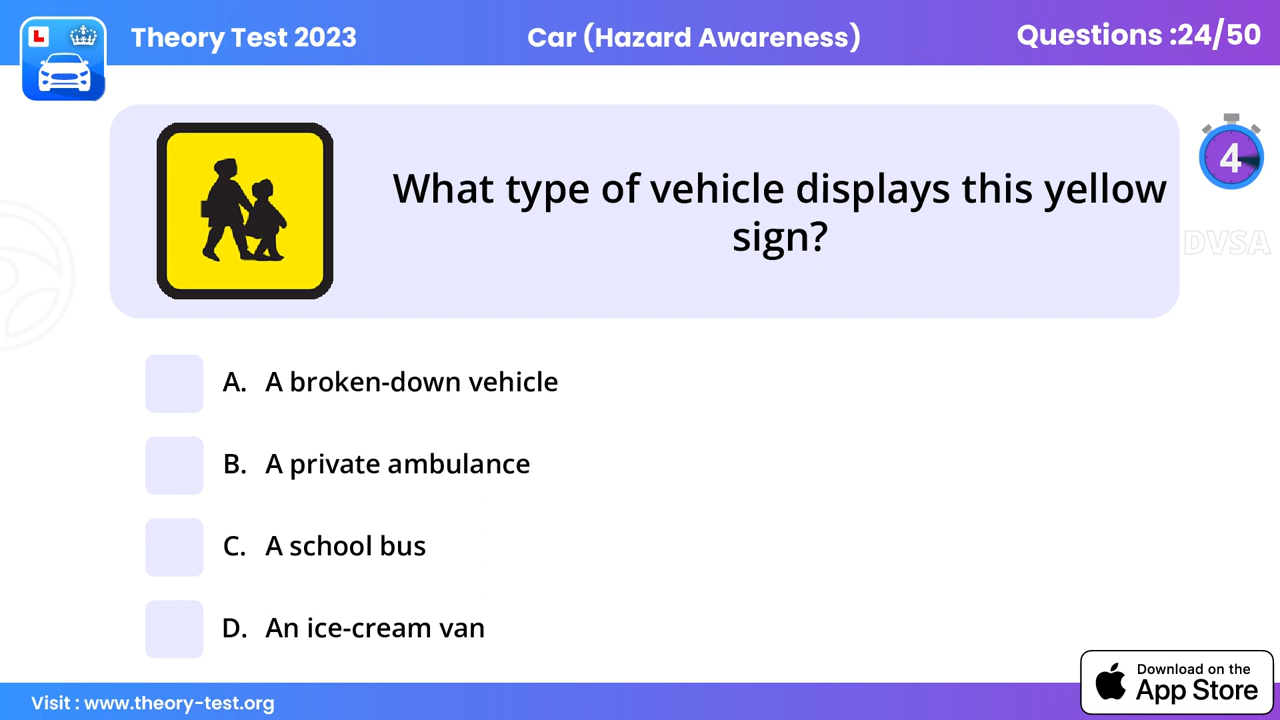 L
Theory Test 2023
Car (Hazard Awareness)
Questions :24/50
4
What type of vehicle displays this yellow
sign?
DVSA
A. A broken-down vehicle
B. A private ambulance
C. A school bus
D. An ice-cream van
Visit : www.theory-test.org
Download on the
App Store